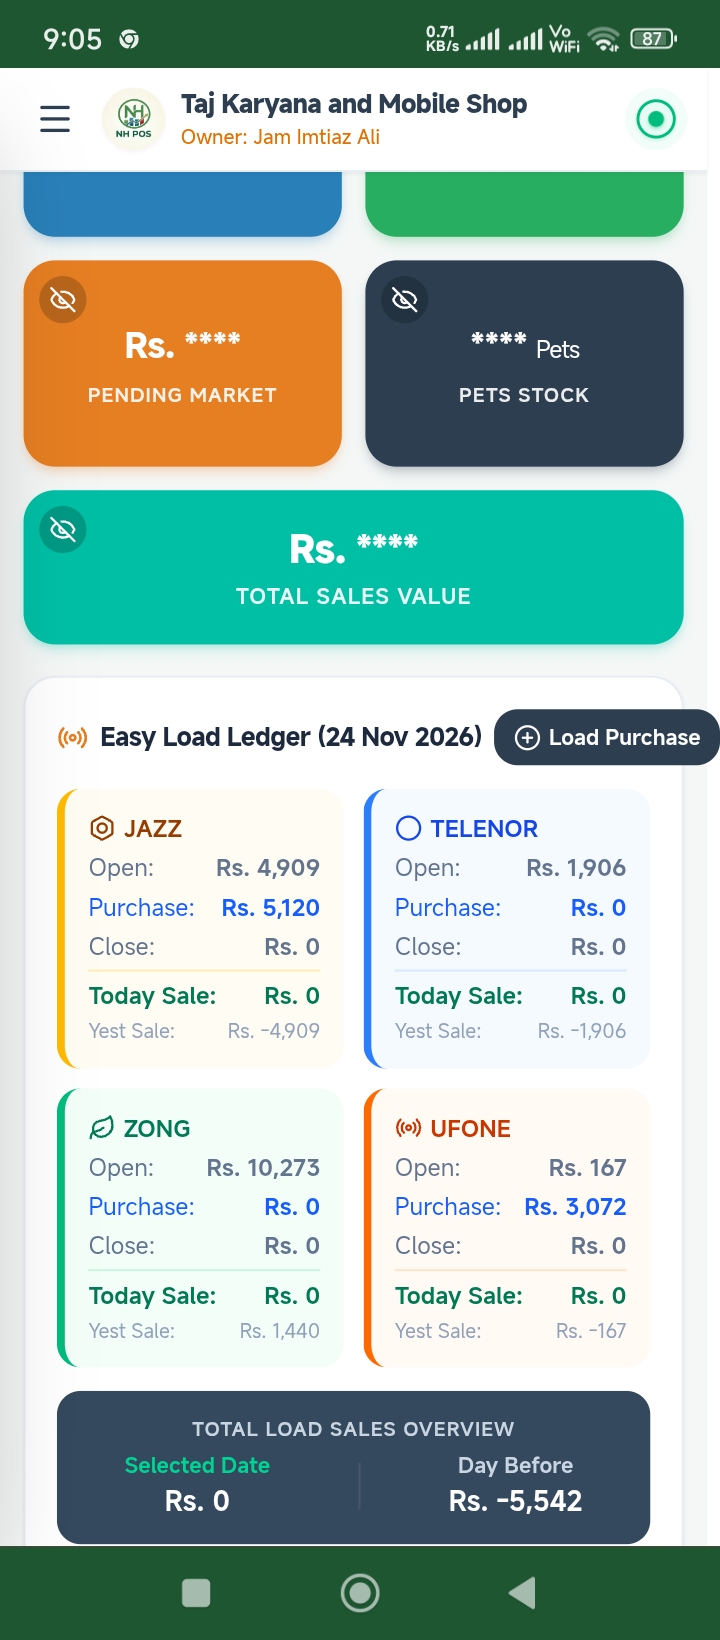 9:05 0.71 KB/s Vo WiFi 87
Taj Karyana and Mobile Shop
NH POS
Owner: Jam Imtiaz Ali
Rs. ****
PENDING MARKET
**** Pets
PETS STOCK
Rs. ****
TOTAL SALES VALUE
Easy Load Ledger (24 Nov 2026)
Load Purchase
JAZZ
Open: Rs. 4,909
Purchase: Rs. 5,120
Close: Rs. 0
Today Sale: Rs. 0
Yest Sale: Rs. -4,909
TELENOR
Open: Rs. 1,906
Purchase: Rs. 0
Close: Rs. 0
Today Sale: Rs. 0
Yest Sale: Rs. -1,906
ZONG
Open: Rs. 10,273
Purchase: Rs. 0
Close: Rs. 0
Today Sale: Rs. 0
Yest Sale: Rs. 1,440
UFONE
Open: Rs. 167
Purchase: Rs. 3,072
Close: Rs. 0
Today Sale: Rs. 0
Yest Sale: Rs. -167
TOTAL LOAD SALES OVERVIEW
Selected Date
Rs. 0
Day Before
Rs. -5,542